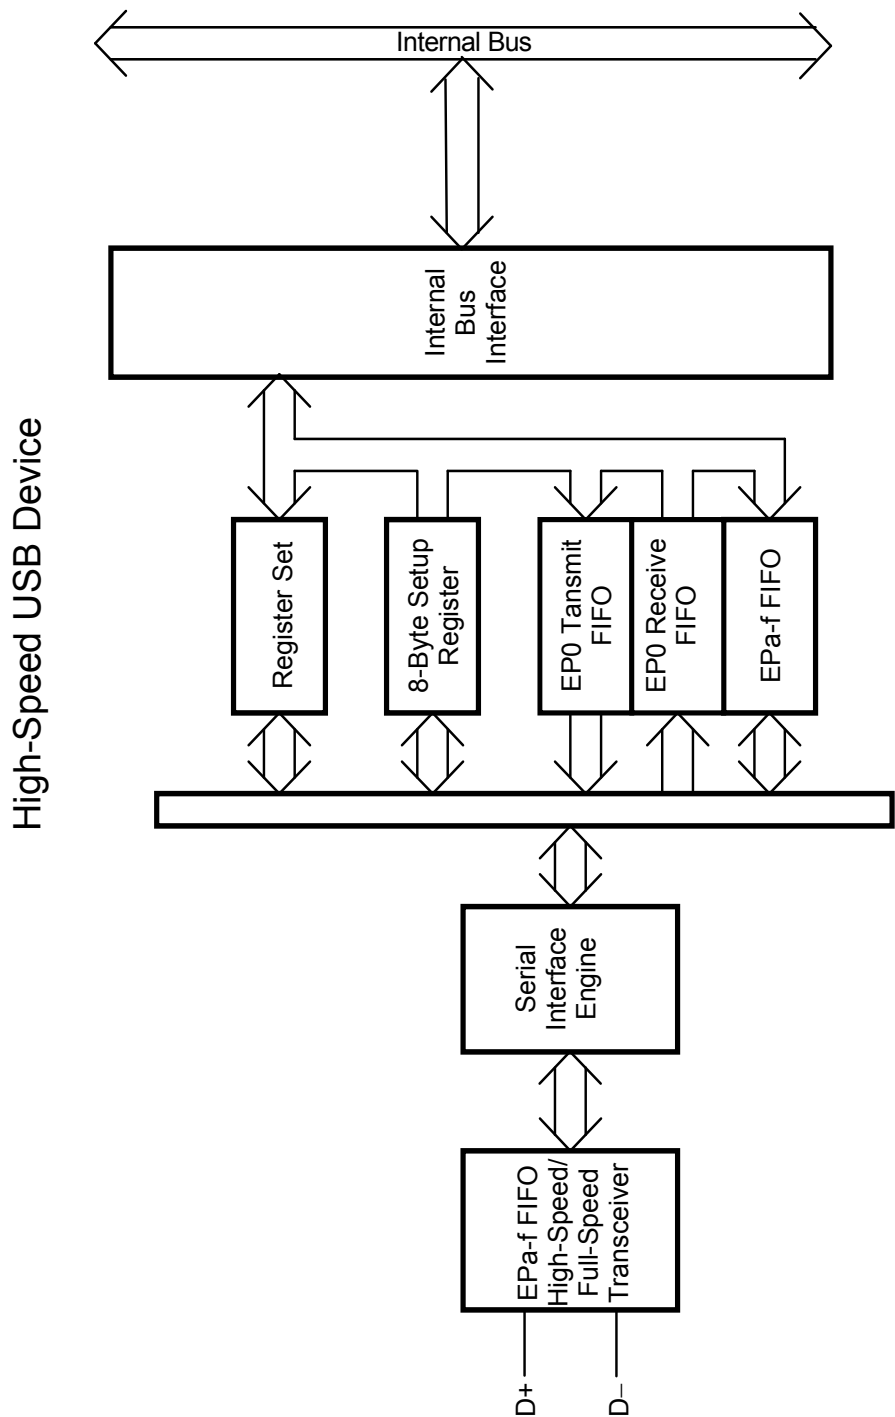 High-Speed USB Device
Internal Bus
Internal
Bus
Interface
Register Set
8-Byte Setup
Register
EP0 Tansmit
FIFO
EP0 Receive
FIFO
EPa-f FIFO
Serial
Interface
Engine
EPa-f FIFO
High-Speed/
Full-Speed
Transceiver
D+
D–